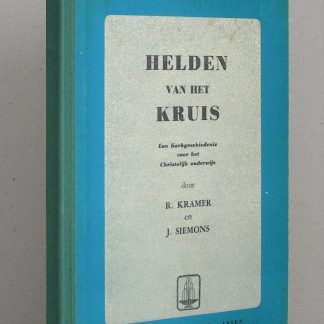 HELDEN
VAN HET
KRUIS
Een Kerkgeschiedenis
voor het
Christelijk onderwijs
door
R. KRAMER
en
J. SIEMONS